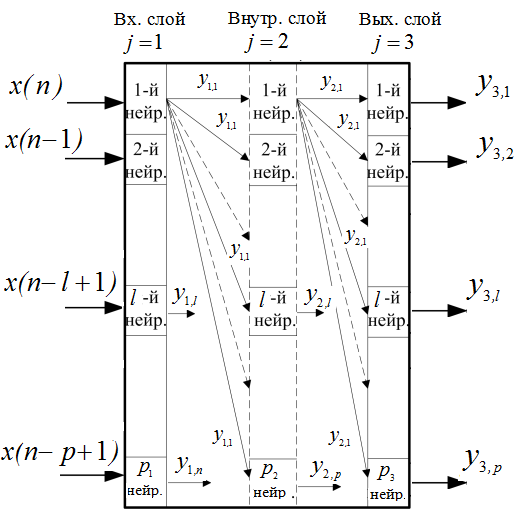 Вх. слой Внутр. слой Вых. слой
j = 1 j = 2 j = 3
x(n) 1-й нейр. y1,1 1-й нейр. y2,1 1-й нейр. y3,1
y1,1 y2,1
x(n−1) 2-й нейр. 2-й нейр. 2-й нейр. y3,2
y1,1 y2,1
x(n−l+1) l-й нейр. y1,l l-й нейр. y2,l l-й нейр. y3,l
y1,1 y2,1
x(n−p+1) p1 нейр. y1,n p2 нейр. y2,p p3 нейр. y3,p